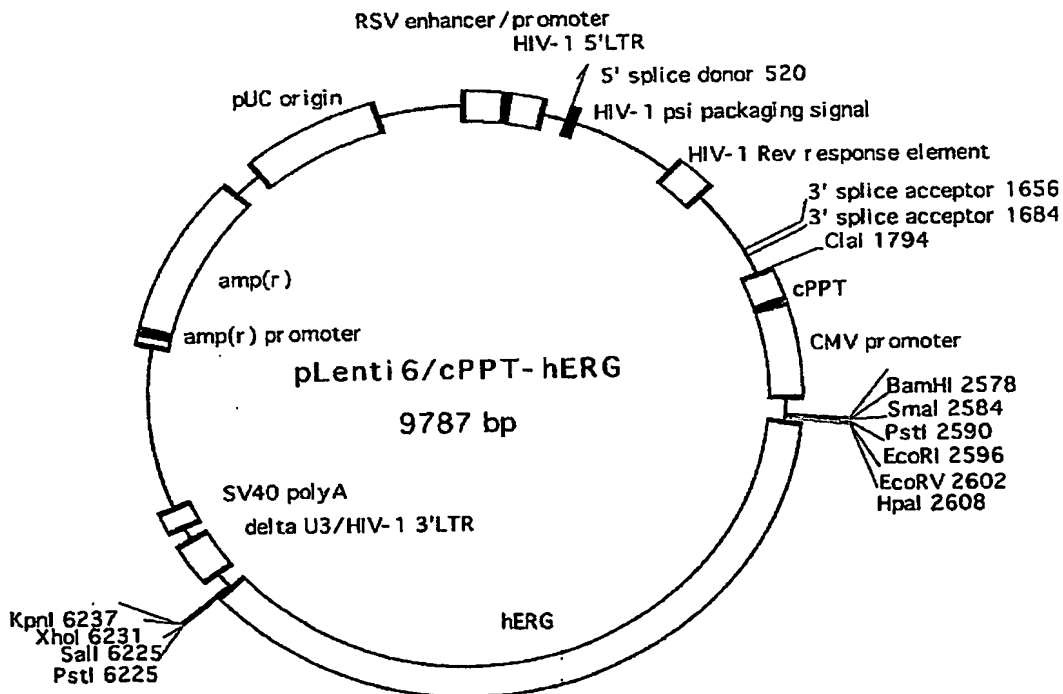 RSV enhancer/promoter
HIV-1 5'LTR
5' splice donor 520
pUC origin
HIV-1 psi packaging signal
HIV-1 Rev response element
3' splice acceptor 1656
3' splice acceptor 1684
ClaI 1794
cPPT
amp(r)
amp(r) promoter
CMV promoter
pLenti6/cPPT-hERG
9787 bp
BamHI 2578
SmaI 2584
PstI 2590
EcoRI 2596
EcoRV 2602
HpaI 2608
SV40 polyA
delta U3/HIV-1 3'LTR
hERG
KpnI 6237
XhoI 6231
SalI 6225
PstI 6225